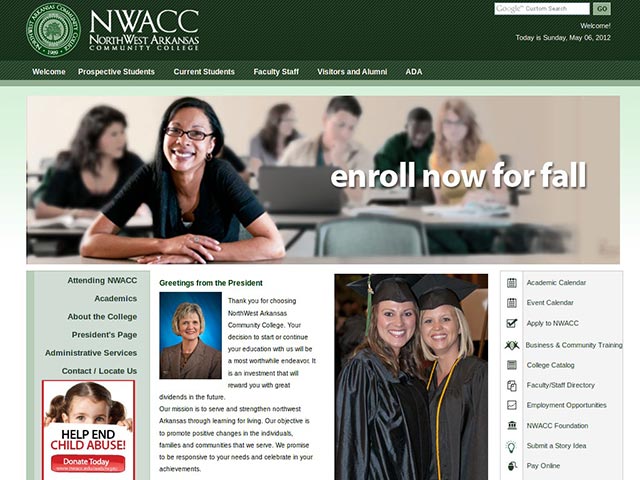 NWACC
NORTHWEST ARKANSAS
COMMUNITY COLLEGE
NORTHWEST ARKANSAS COMMUNITY COLLEGE
1989
Google™ Custom Search
GO
Welcome!
Today is Sunday, May 06, 2012
Welcome Prospective Students Current Students Faculty Staff Visitors and Alumni ADA
enroll now for fall
Attending NWACC
Academics
About the College
President's Page
Administrative Services
Contact / Locate Us
HELP END
CHILD ABUSE!
Donate Today
Greetings from the President
Thank you for choosing
NorthWest Arkansas
Community College. Your
decision to start or continue
your education with us will be
a most worthwhile endeavor. It
is an investment that will
reward you with great
dividends in the future.
Our mission is to serve and strengthen northwest
Arkansas through learning for living. Our objective is
to promote positive changes in the individuals,
families and communities that we serve. We promise
to be responsive to your needs and celebrate in your
achievements.
Academic Calendar
Event Calendar
Apply to NWACC
Business & Community Training
College Catalog
Faculty/Staff Directory
Employment Opportunities
NWACC Foundation
Submit a Story Idea
Pay Online